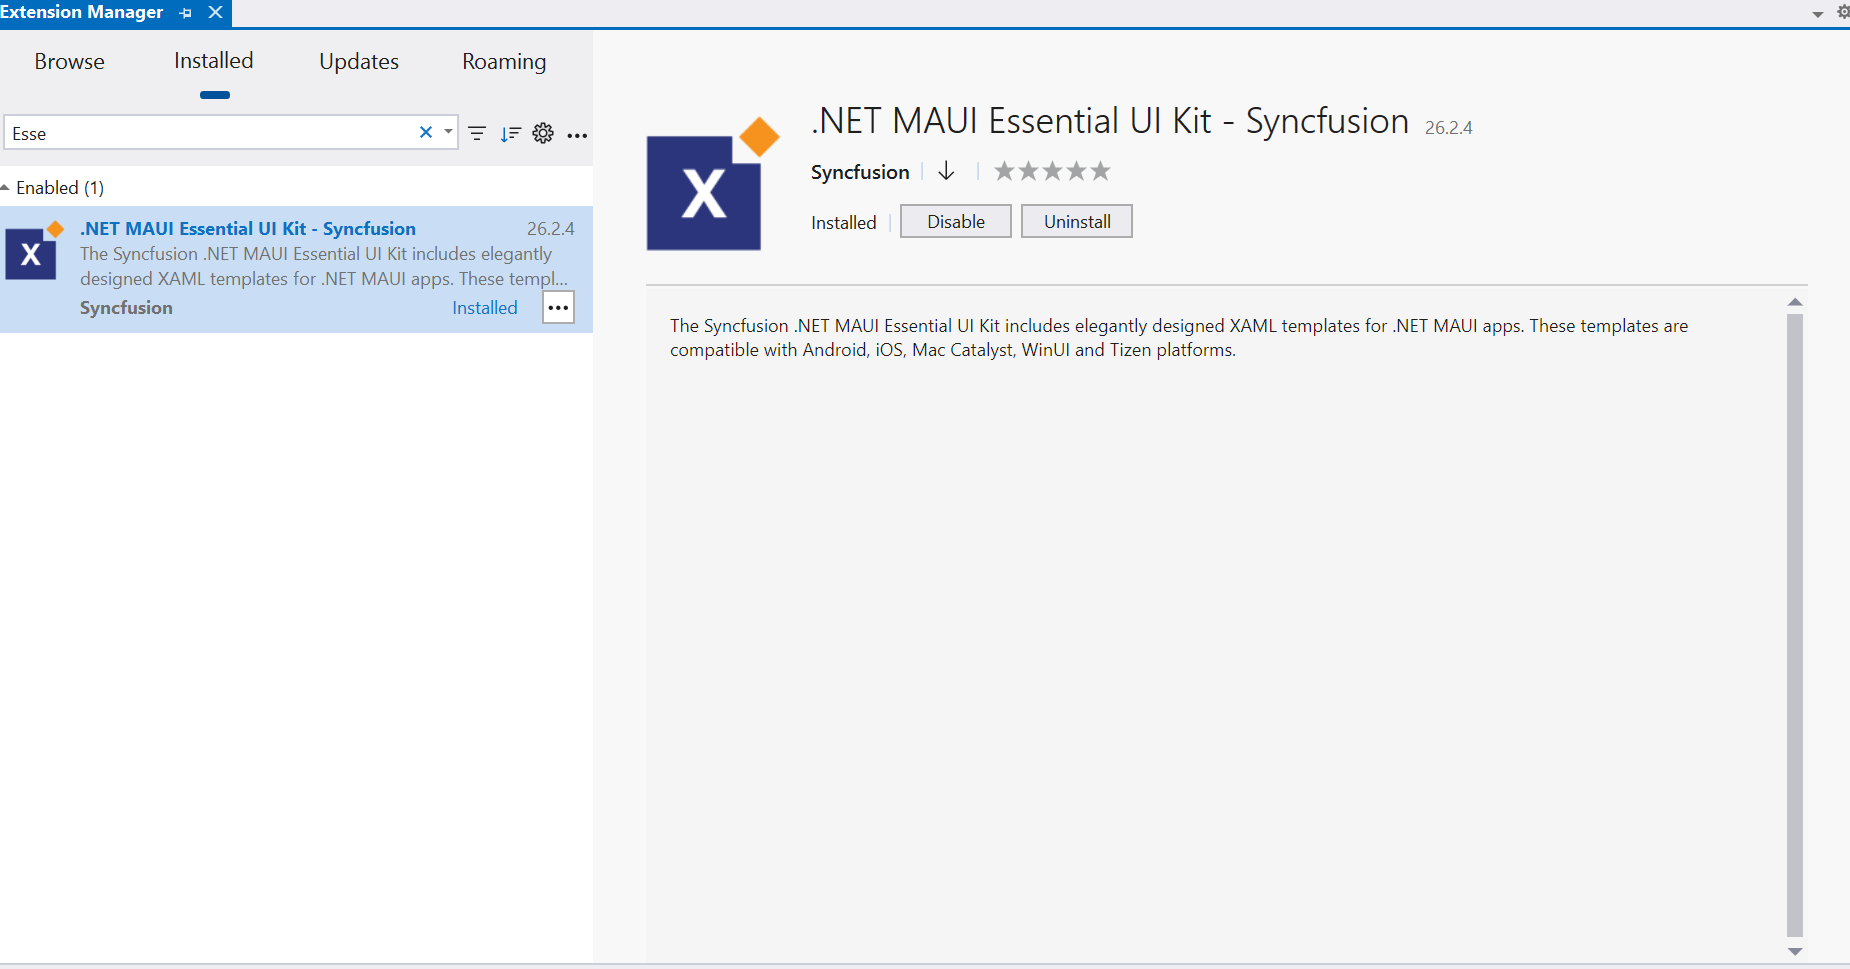 Extension Manager
Browse
Installed
Updates
Roaming
Esse
Enabled (1)
.NET MAUI Essential UI Kit - Syncfusion
26.2.4
The Syncfusion .NET MAUI Essential UI Kit includes elegantly
designed XAML templates for .NET MAUI apps. These templ...
Syncfusion
Installed
X
X
.NET MAUI Essential UI Kit - Syncfusion 26.2.4
Syncfusion
Installed
Disable
Uninstall
The Syncfusion .NET MAUI Essential UI Kit includes elegantly designed XAML templates for .NET MAUI apps. These templates are
compatible with Android, iOS, Mac Catalyst, WinUI and Tizen platforms.